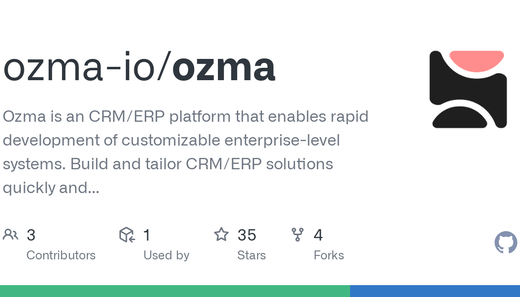 ozma-io/ozma
Ozma is an CRM/ERP platform that enables rapid
development of customizable enterprise-level
systems. Build and tailor CRM/ERP solutions
quickly and...
3 1 35 4
Contributors Used by Stars Forks